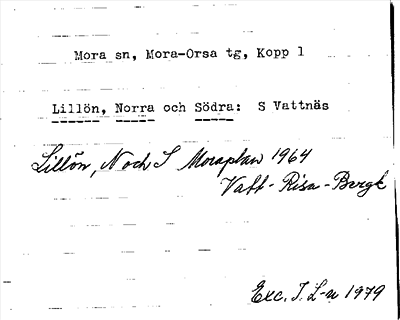 Mora sn, Mora-Orsa tg, Kopp l
Lillön, Norra och Södra: S Vattnäs
Lillön, N och S Moraplan 1964
Vatt - Risa - Bergk
Exc. I. L-n 1979